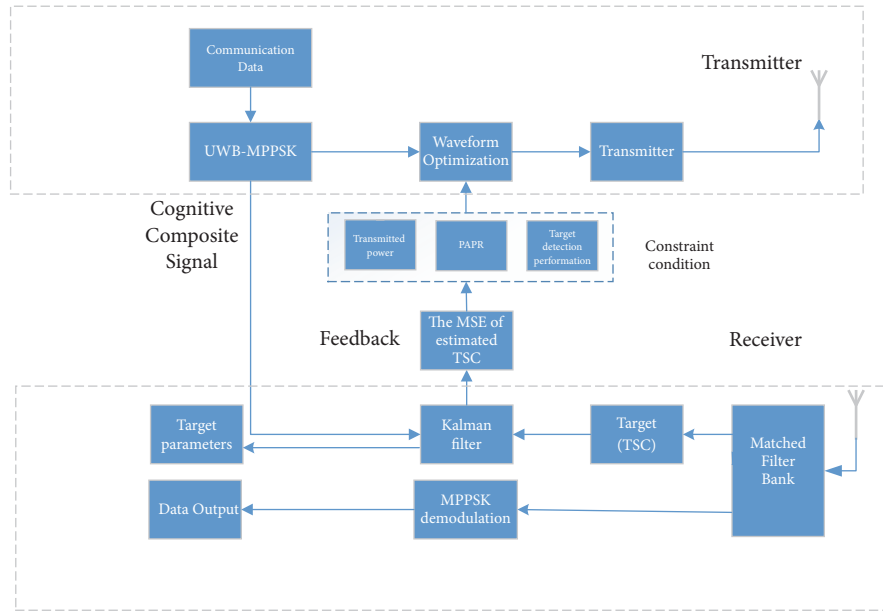 Communication
Data
Transmitter
UWB-MPPSK
Waveform
Optimization
Transmitter
Cognitive
Composite
Signal
Transmitted
power
PAPR
Target
detection
performation
Constraint
condition
Feedback
The MSE of
estimated
TSC
Receiver
Target
parameters
Kalman
filter
Target
(TSC)
Matched
Filter
Bank
Data Output
MPPSK
demodulation